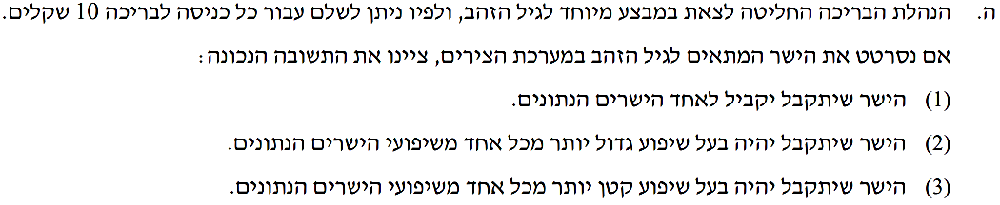 ה. הנהלת הבריכה החליטה לצאת במבצע מיוחד לגיל הזהב, ולפיו ניתן לשלם עבור כל כניסה לבריכה 10 שקלים.
אם נסרטט את הישר המתאים לגיל הזהב במערכת הצירים, ציינו את התשובה הנכונה:
(1) הישר שיתקבל יקביל לאחד הישרים הנתונים.
(2) הישר שיתקבל יהיה בעל שיפוע גדול יותר מכל אחד משיפועי הישרים הנתונים.
(3) הישר שיתקבל יהיה בעל שיפוע קטן יותר מכל אחד משיפועי הישרים הנתונים.